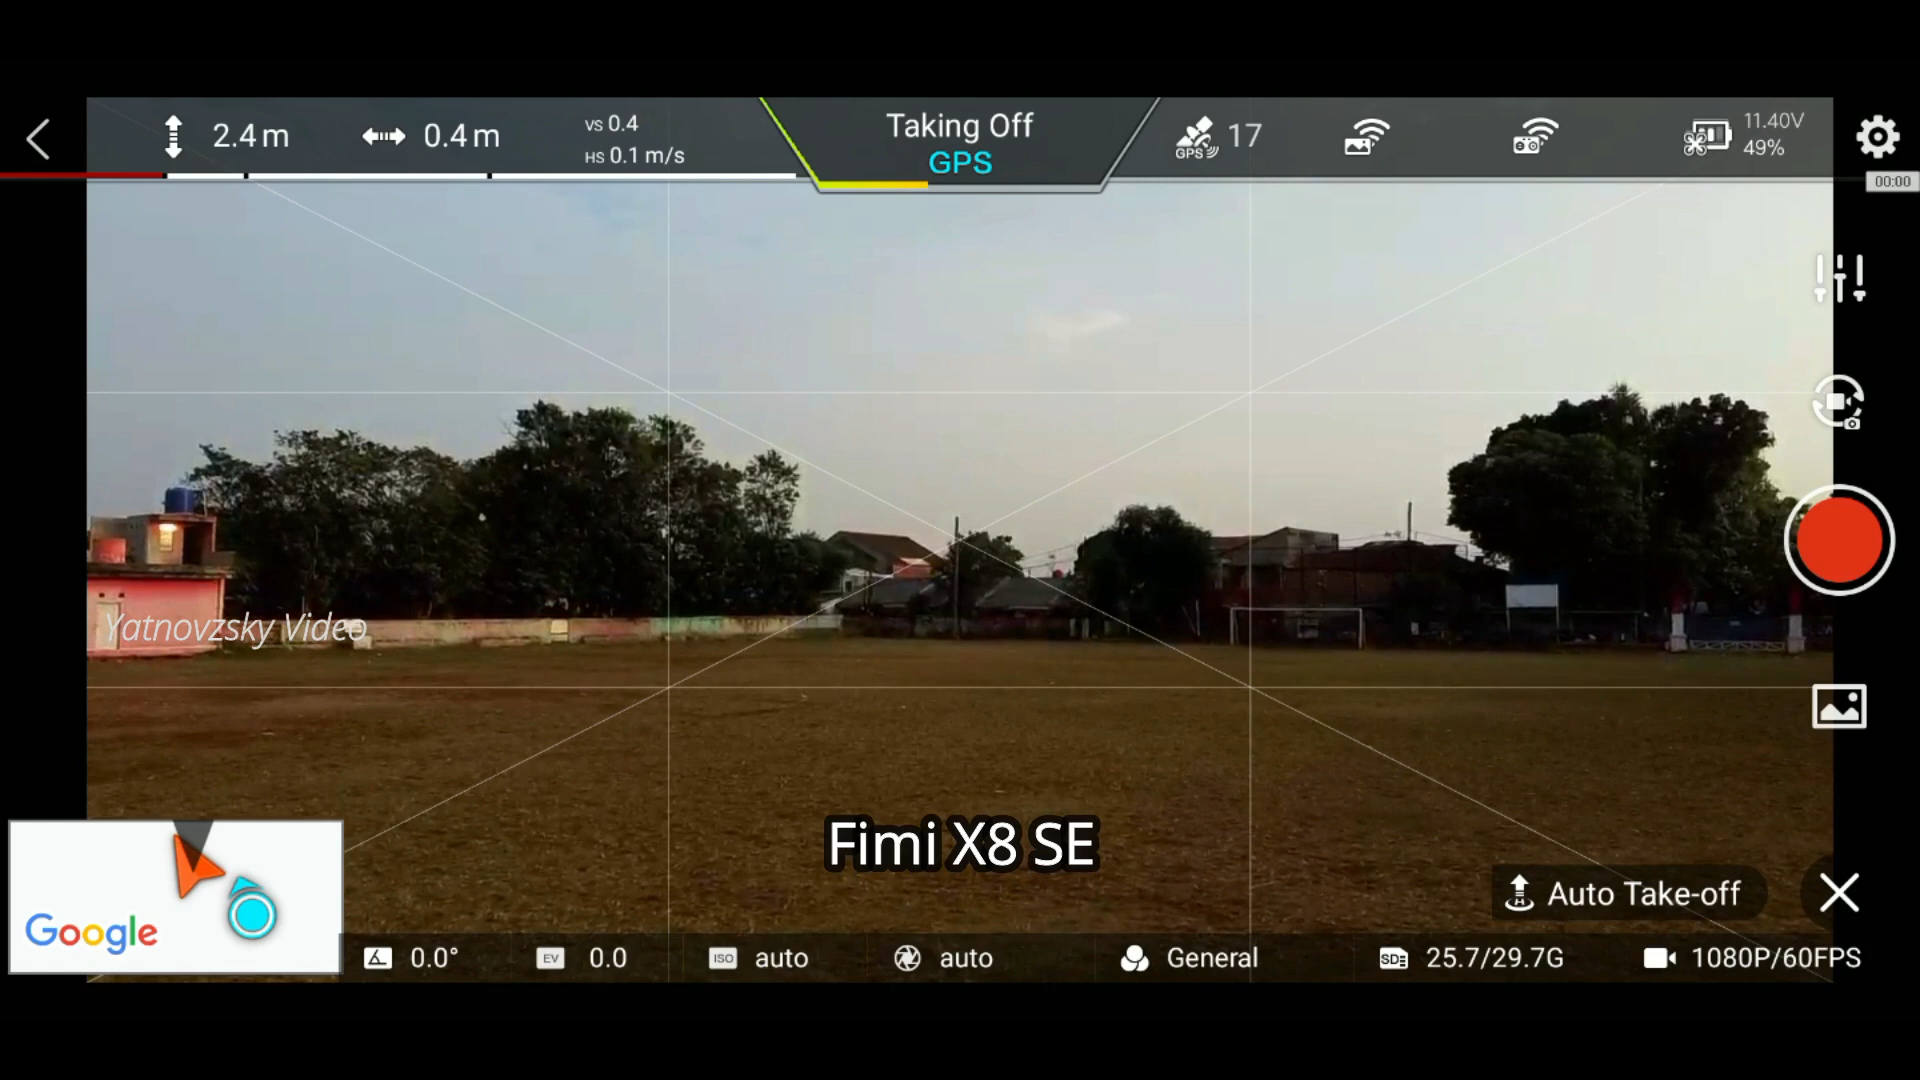 2.4 m
0.4 m
VS 0.4
HS 0.1 m/s
Taking Off
GPS
GPS
17
11.40V
49%
00:00
Yatnovzsky Video
Fimi X8 SE
Auto Take-off
Google
0.0°
EV
0.0
ISO
auto
auto
General
SD
25.7/29.7G
1080P/60FPS